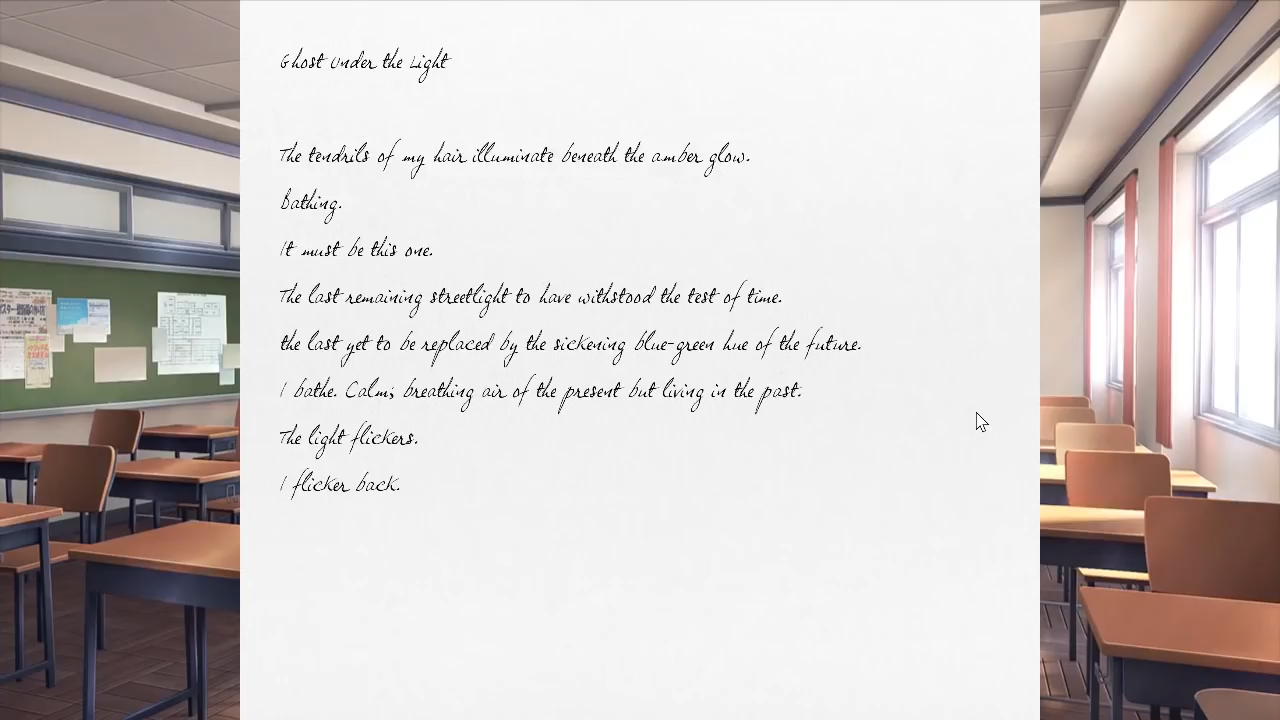 Ghost Under the Light
The tendrils of my hair illuminate beneath the amber glow.
Bathing.
It must be this one.
The last remaining streetlight to have withstood the test of time.
the last yet to be replaced by the sickening blue-green hue of the future.
I bathe. Calm; breathing air of the present but living in the past.
The light flickers.
I flicker back.